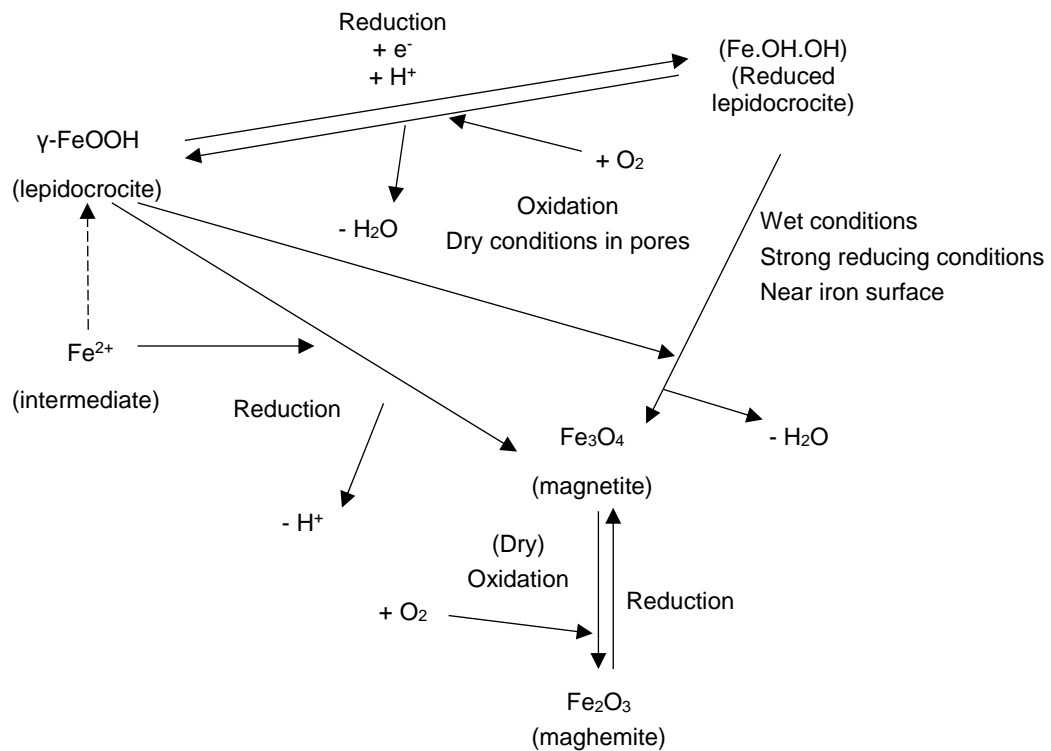 Reduction
+ e⁻
+ H⁺
(Fe.OH.OH)
(Reduced
lepidocrocite)
γ-FeOOH
(lepidocrocite)
+ O₂
- H₂O
Oxidation
Dry conditions in pores
Wet conditions
Strong reducing conditions
Near iron surface
Fe²⁺
(intermediate)
Reduction
- H⁺
Fe₃O₄
(magnetite)
- H₂O
(Dry)
Oxidation
+ O₂
Reduction
Fe₂O₃
(maghemite)